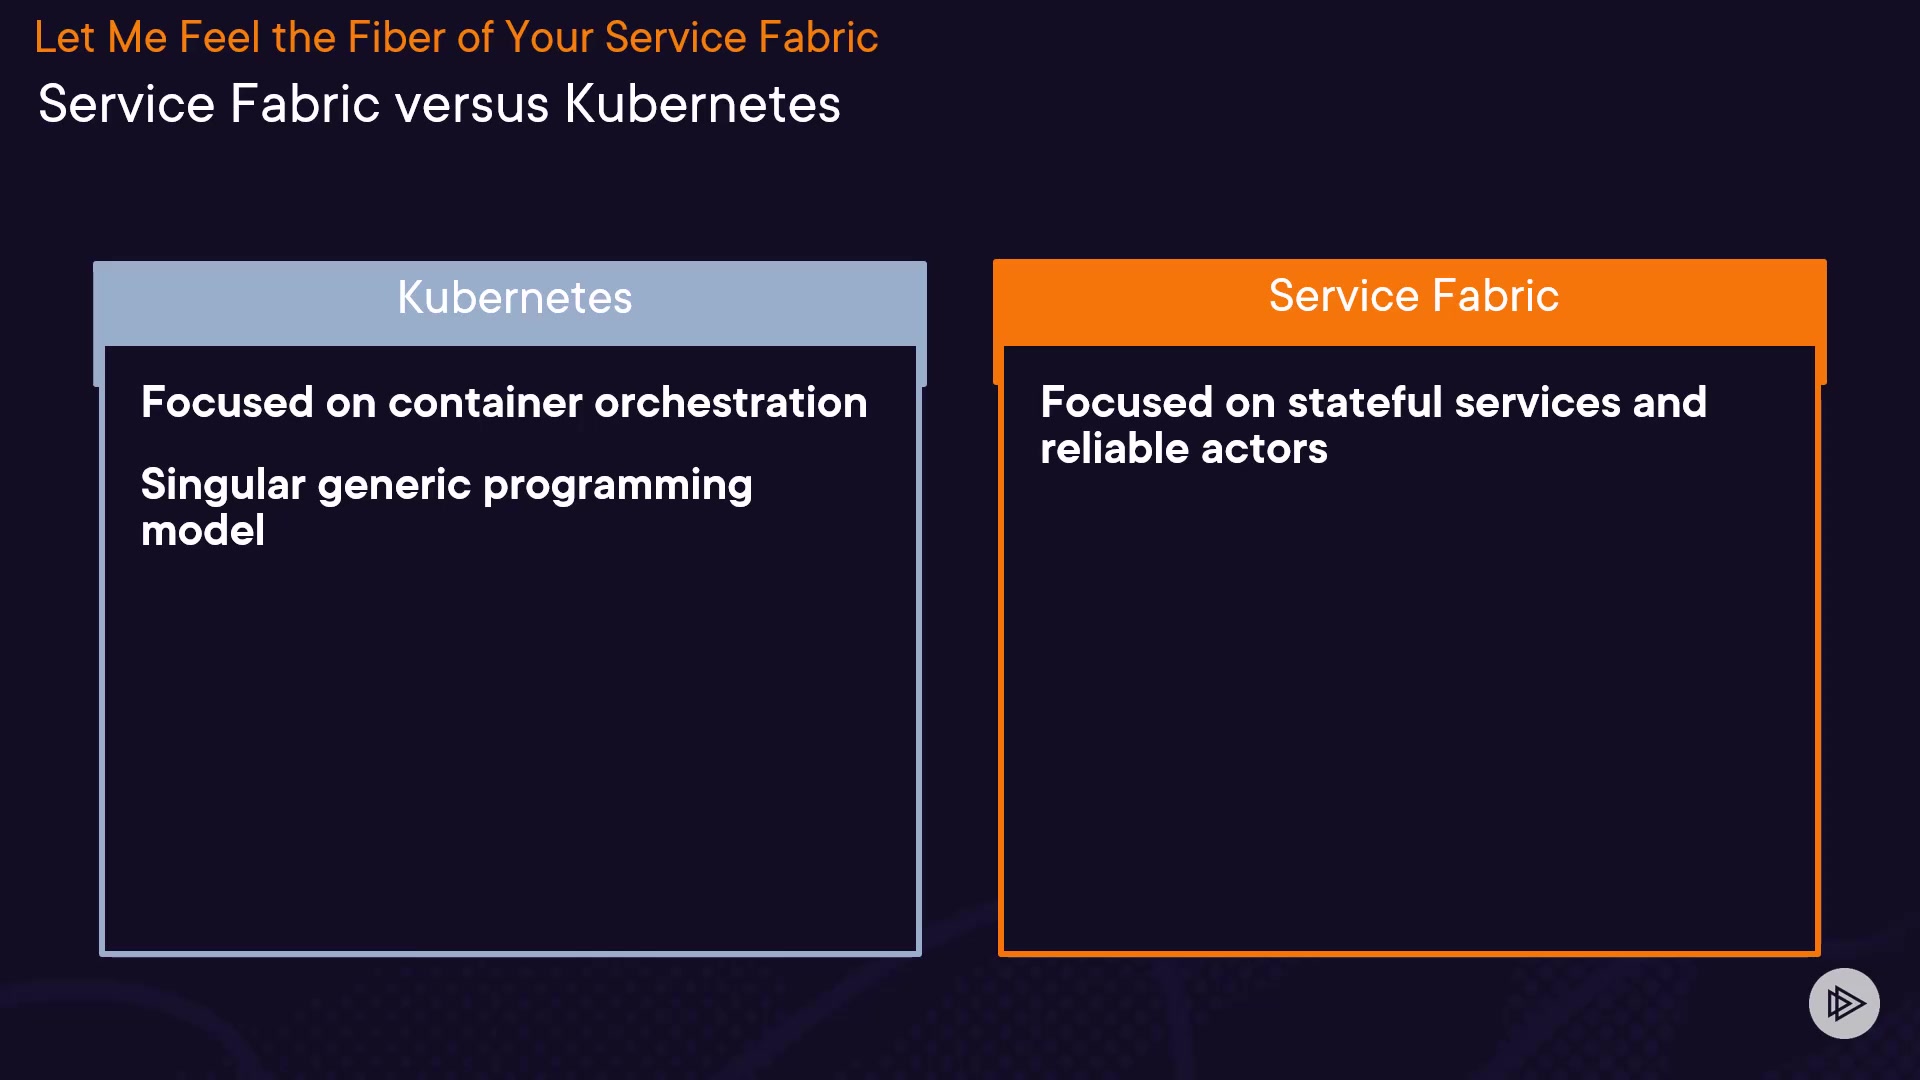 Let Me Feel the Fiber of Your Service Fabric
Service Fabric versus Kubernetes
Kubernetes
Focused on container orchestration
Singular generic programming
model
Service Fabric
Focused on stateful services and
reliable actors